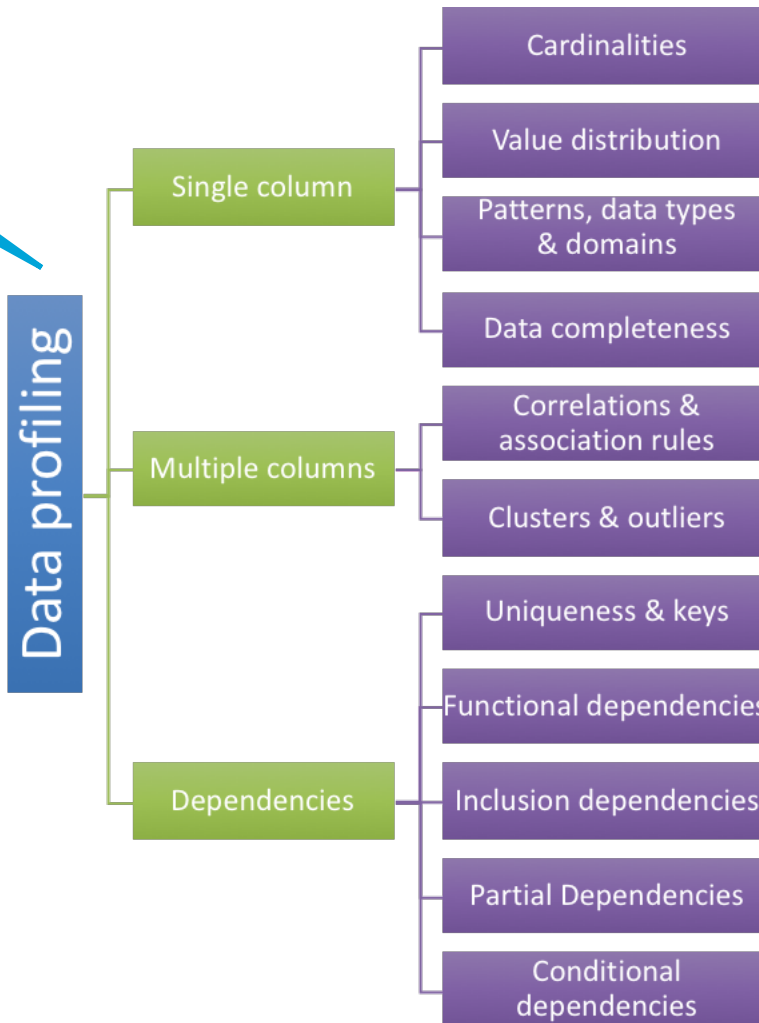 Data profiling
Single column
Cardinalities
Value distribution
Patterns, data types
& domains
Data completeness
Multiple columns
Correlations &
association rules
Clusters & outliers
Dependencies
Uniqueness & keys
Functional dependencies
Inclusion dependencies
Partial Dependencies
Conditional
dependencies